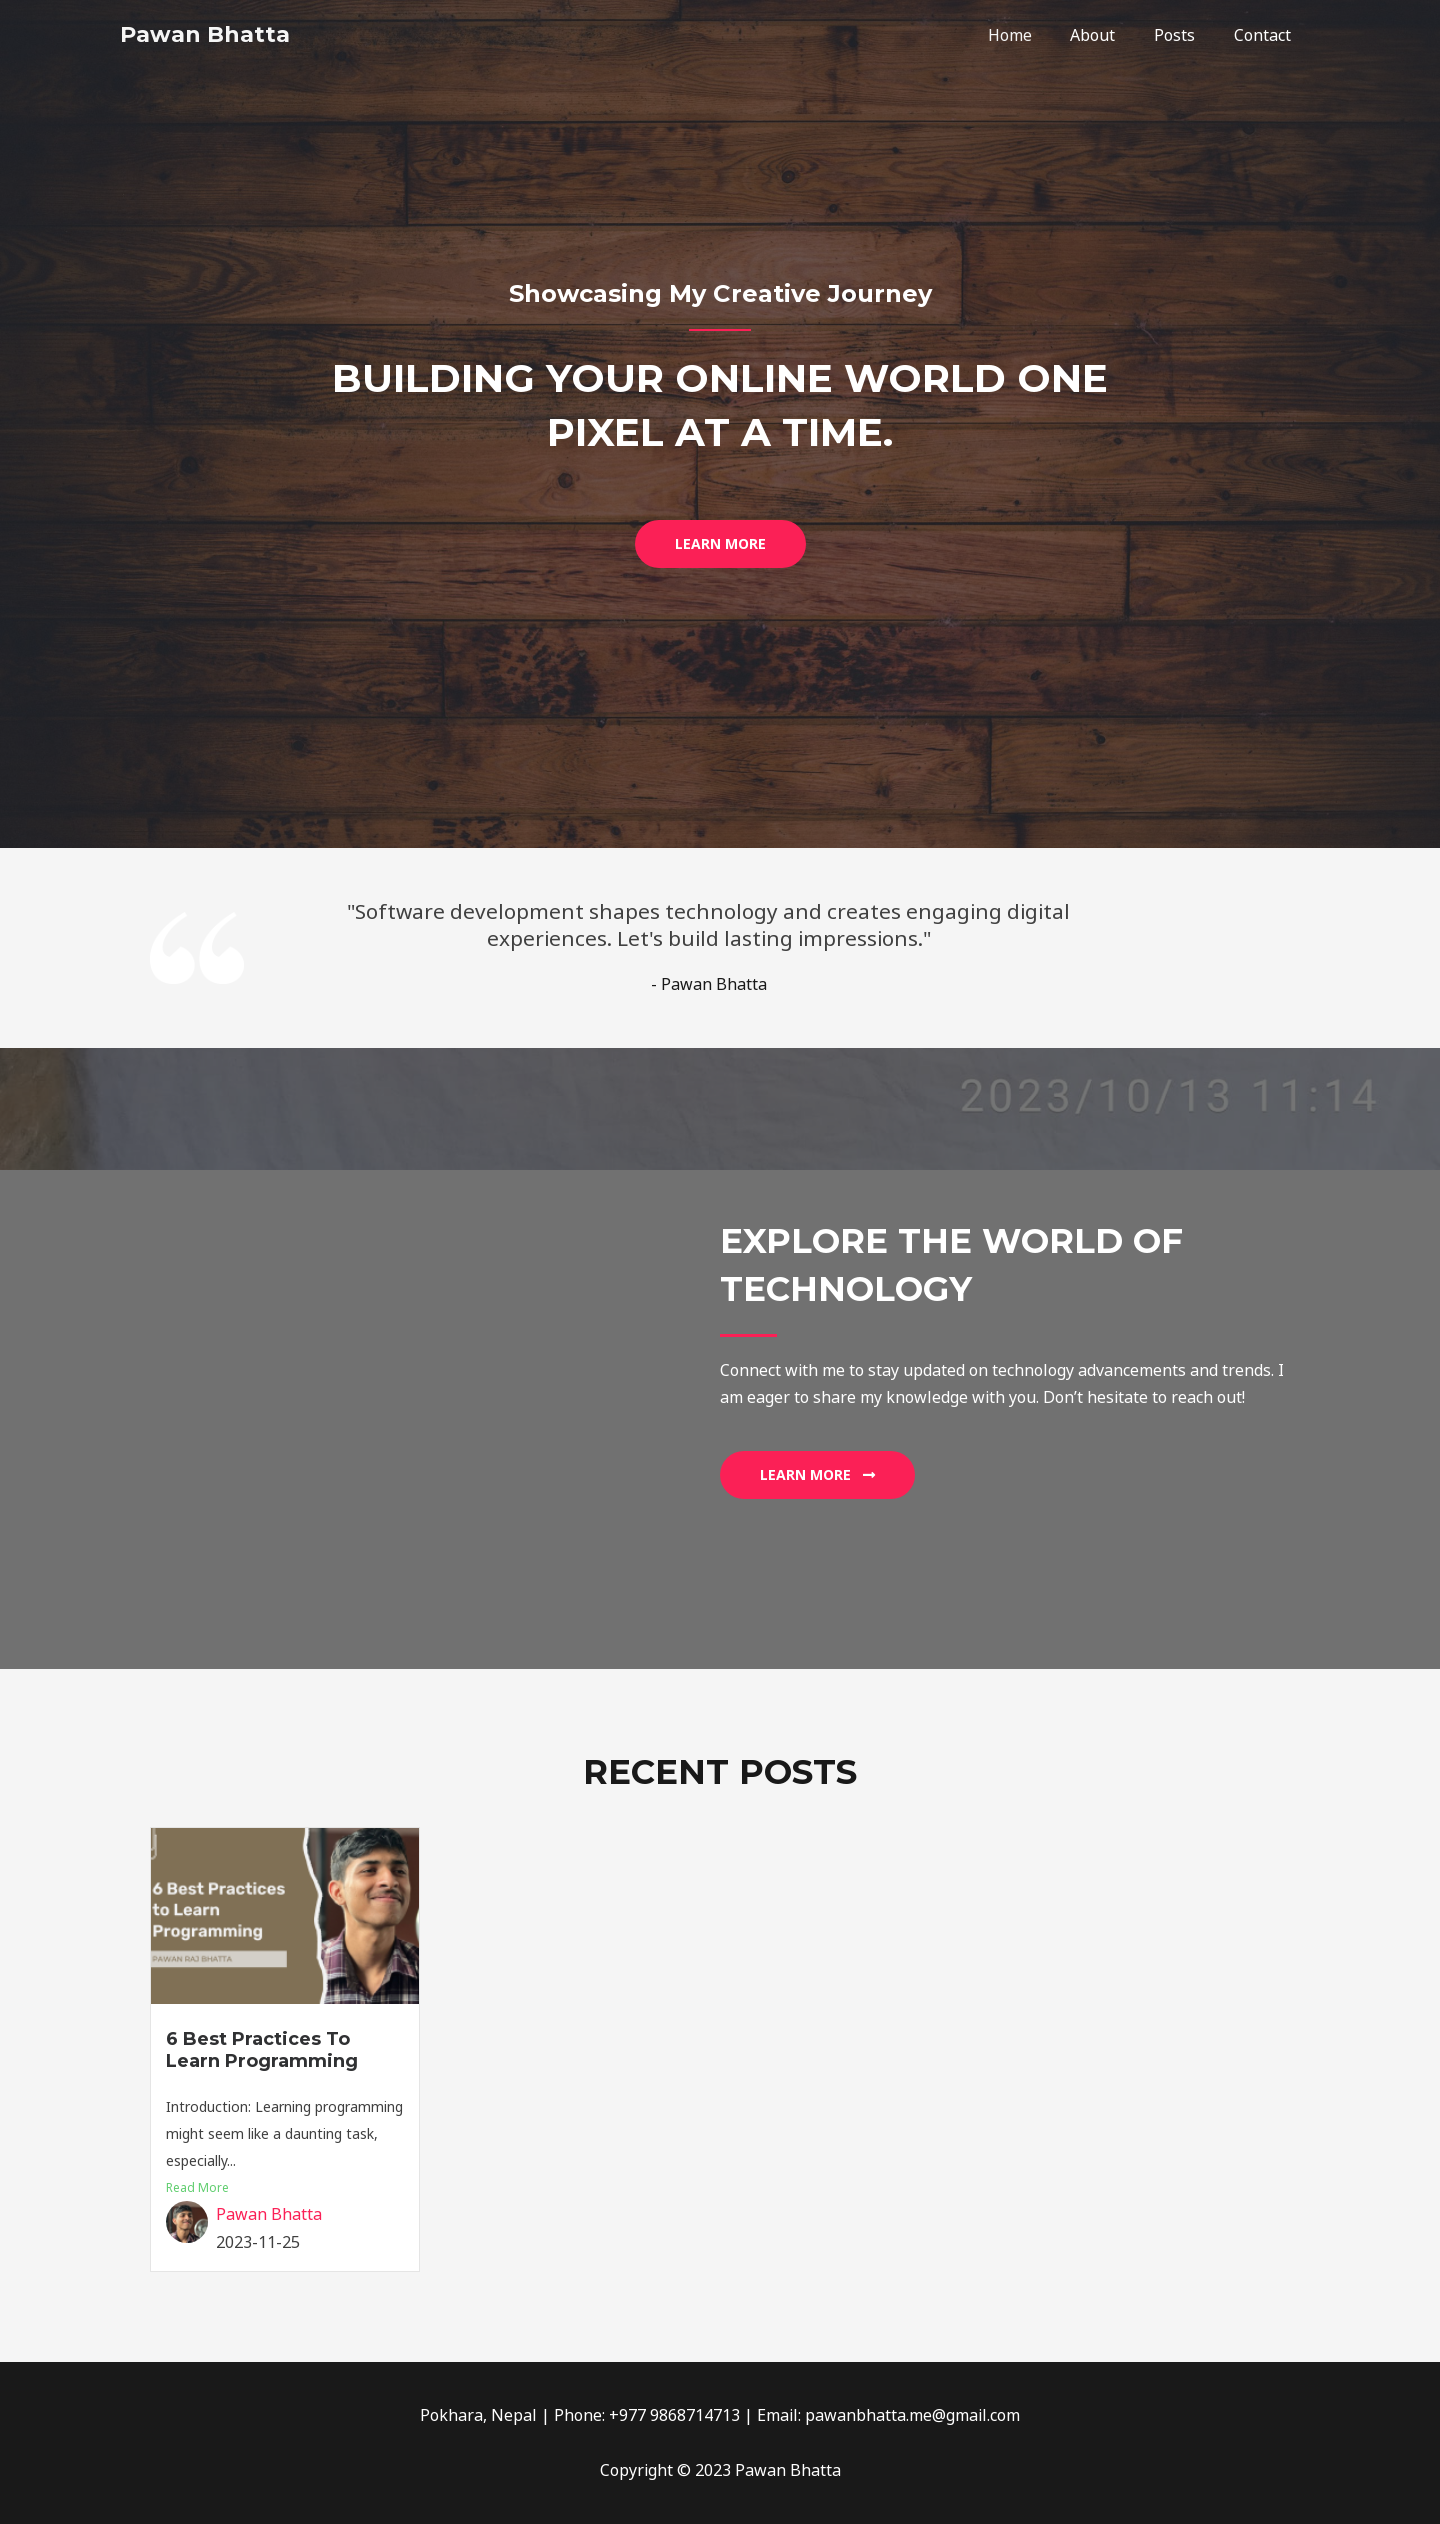 Pawan Bhatta
Home About Posts Contact
Showcasing My Creative Journey
BUILDING YOUR ONLINE WORLD ONE
PIXEL AT A TIME.
LEARN MORE
"Software development shapes technology and creates engaging digital
experiences. Let's build lasting impressions."
- Pawan Bhatta
2023/10/13 11:14
EXPLORE THE WORLD OF
TECHNOLOGY
Connect with me to stay updated on technology advancements and trends. I
am eager to share my knowledge with you. Don’t hesitate to reach out!
LEARN MORE
RECENT POSTS
6 Best Practices
to Learn
Programming
PAWAN RAJ BHATTA
6 Best Practices To
Learn Programming
Introduction: Learning programming
might seem like a daunting task,
especially...
Read More
Pawan Bhatta
2023-11-25
Pokhara, Nepal | Phone: +977 9868714713 | Email: pawanbhatta.me@gmail.com
Copyright © 2023 Pawan Bhatta